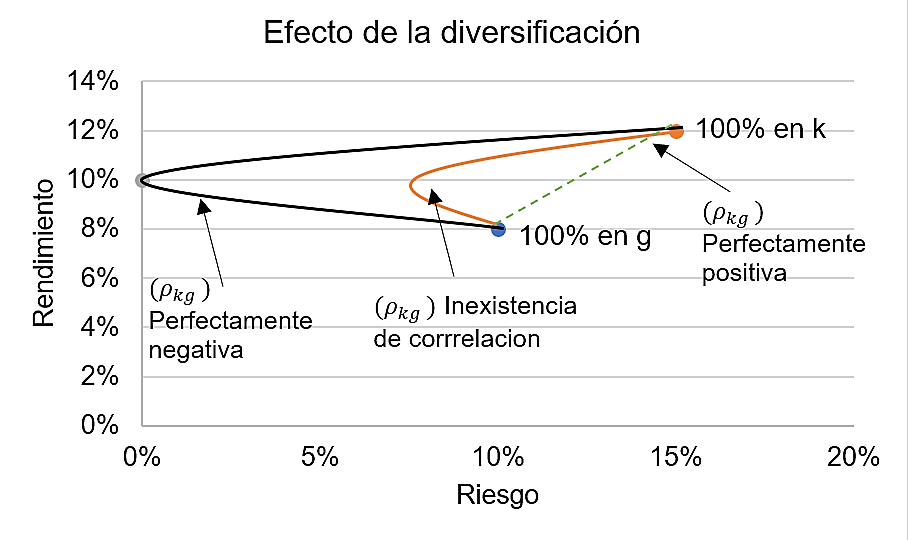 Efecto de la diversificación
14%
12%
10%
8%
6%
4%
2%
0%
Rendimiento
0%
5%
10%
15%
20%
Riesgo
100% en k
100% en g
(ρkg)
Perfectamente
positiva
(ρkg)
Perfectamente
negativa
(ρkg) Inexistencia
de corrrelacion